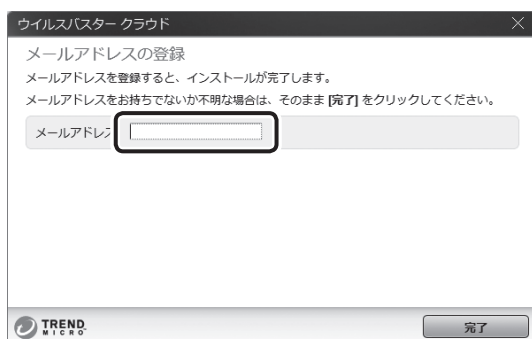 ウイルスバスター クラウド
メールアドレスの登録
メールアドレスを登録すると、インストールが完了します。
メールアドレスをお持ちでないか不明な場合は、そのまま [完了] をクリックしてください。
メールアドレス
TREND
MICRO
完了